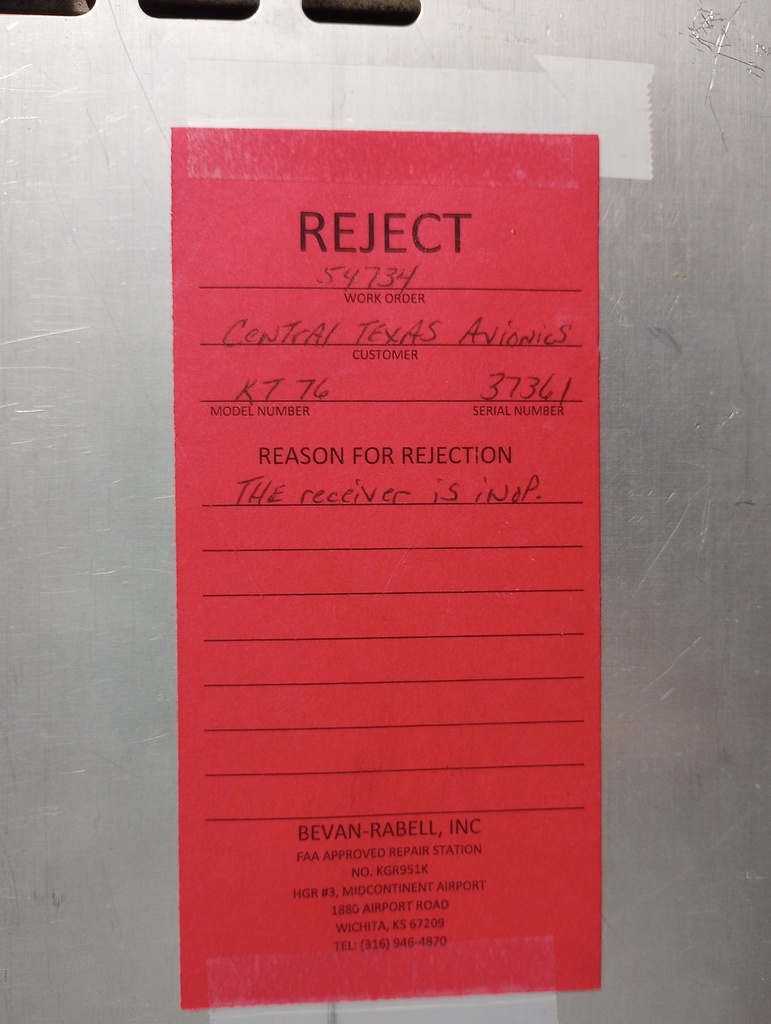 REJECT
54734
WORK ORDER
CENTRAL TEXAS AVIONICS
CUSTOMER
KT 76 37361
MODEL NUMBER SERIAL NUMBER
REASON FOR REJECTION
THE receiver is iNOP.
BEVAN-RABELL, INC
FAA APPROVED REPAIR STATION
NO. KGR951K
HGR #3, MIDCONTINENT AIRPORT
1880 AIRPORT ROAD
WICHITA, KS 67209
TEL: (316) 946-4870